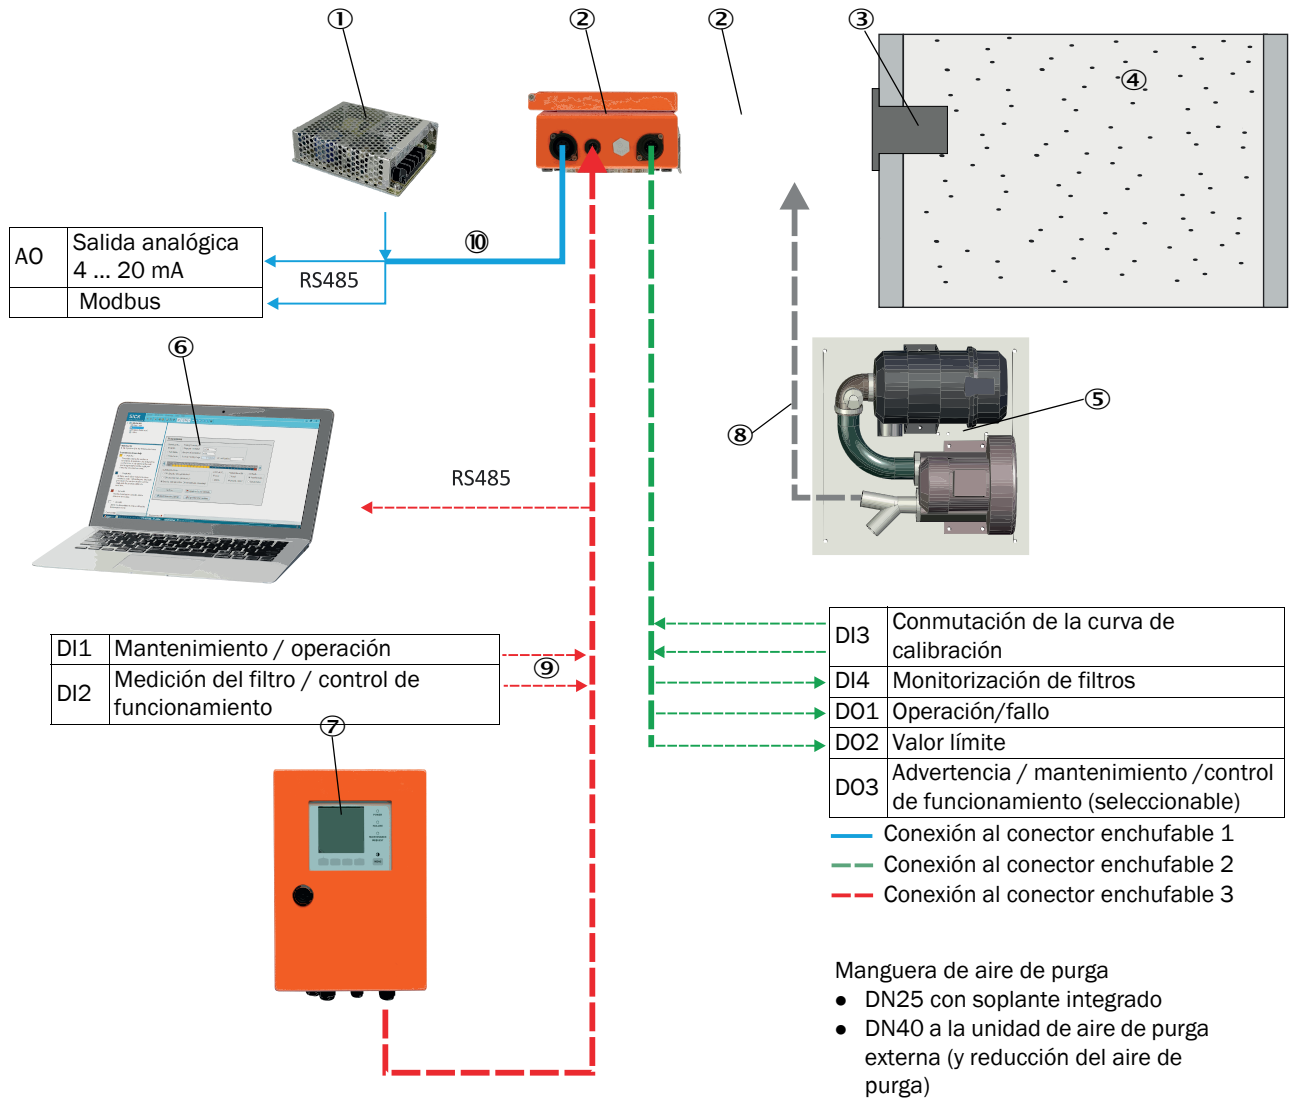 ①
②
②
③
④
AO
Salida analógica
4 ... 20 mA
Modbus
⑩
RS485
⑥
SICK
⑤
⑧
RS485
DI1 Mantenimiento / operación
DI2 Medición del filtro / control de
funcionamiento
⑨
⑦
DI3 Conmutación de la curva de
calibración
DI4 Monitorización de filtros
DO1 Operación/fallo
DO2 Valor límite
DO3 Advertencia / mantenimiento /control
de funcionamiento (seleccionable)
Conexión al conector enchufable 1
Conexión al conector enchufable 2
Conexión al conector enchufable 3
Manguera de aire de purga
● DN25 con soplante integrado
● DN40 a la unidad de aire de purga
externa (y reducción del aire de
purga)